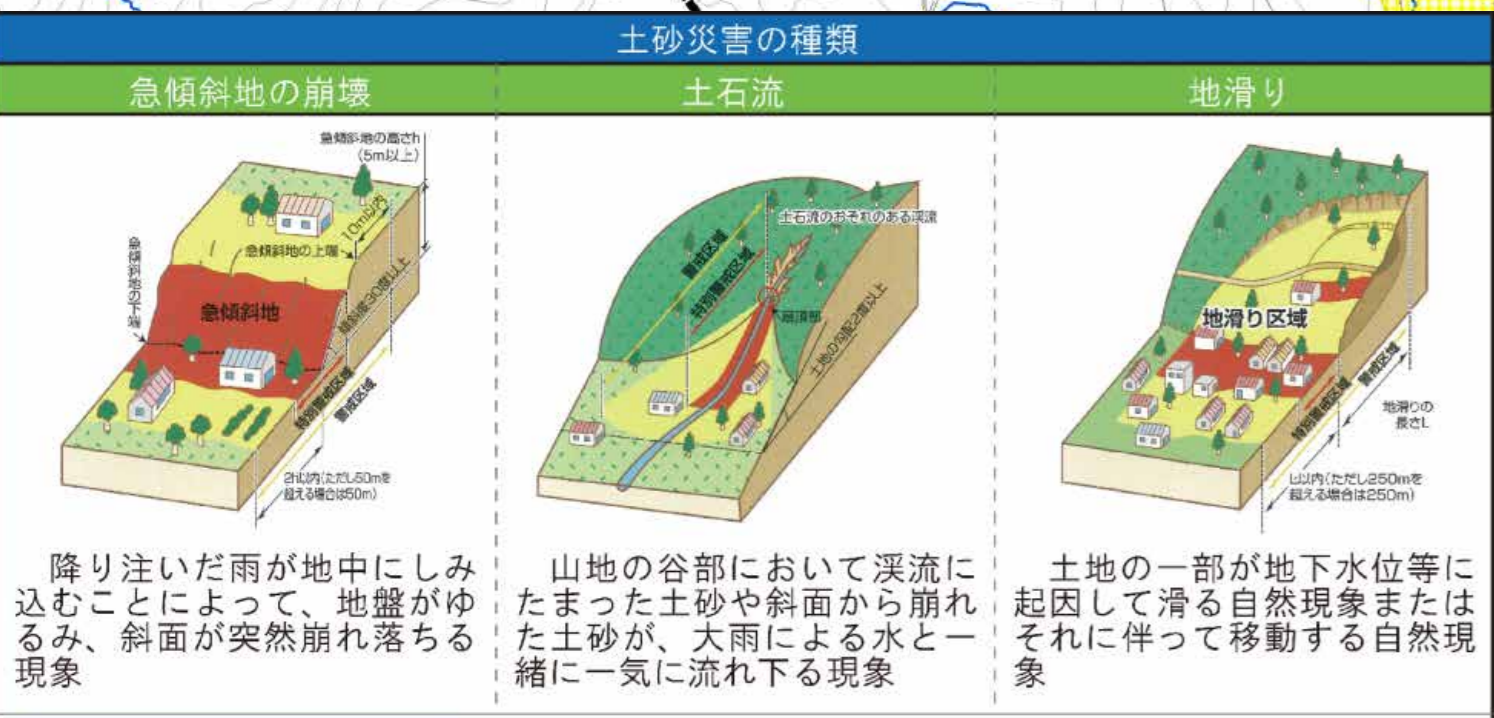 土砂災害の種類
急傾斜地の崩壊
急傾斜地の高さh
(5m以上)
10m以内
急傾斜地の上端
急傾斜地の下端
急傾斜地
傾斜度30度以上
特別警戒区域
警戒区域
2h以内(ただし50mを
超える場合は50m)
降り注いだ雨が地中にしみ
込むことによって、地盤がゆ
るみ、斜面が突然崩れ落ちる
現象
土石流
土石流のおそれのある渓流
警戒区域
特別警戒区域
扇頂部
土地の勾配2度以上
山地の谷部において渓流に
たまった土砂や斜面から崩れ
た土砂が、大雨による水と一
緒に一気に流れ下る現象
地滑り
地滑り区域
特別警戒区域
警戒区域
地滑りの
長さL
L以内(ただし250mを
超える場合は250m)
土地の一部が地下水位等に
起因して滑る自然現象または
それに伴って移動する自然現
象